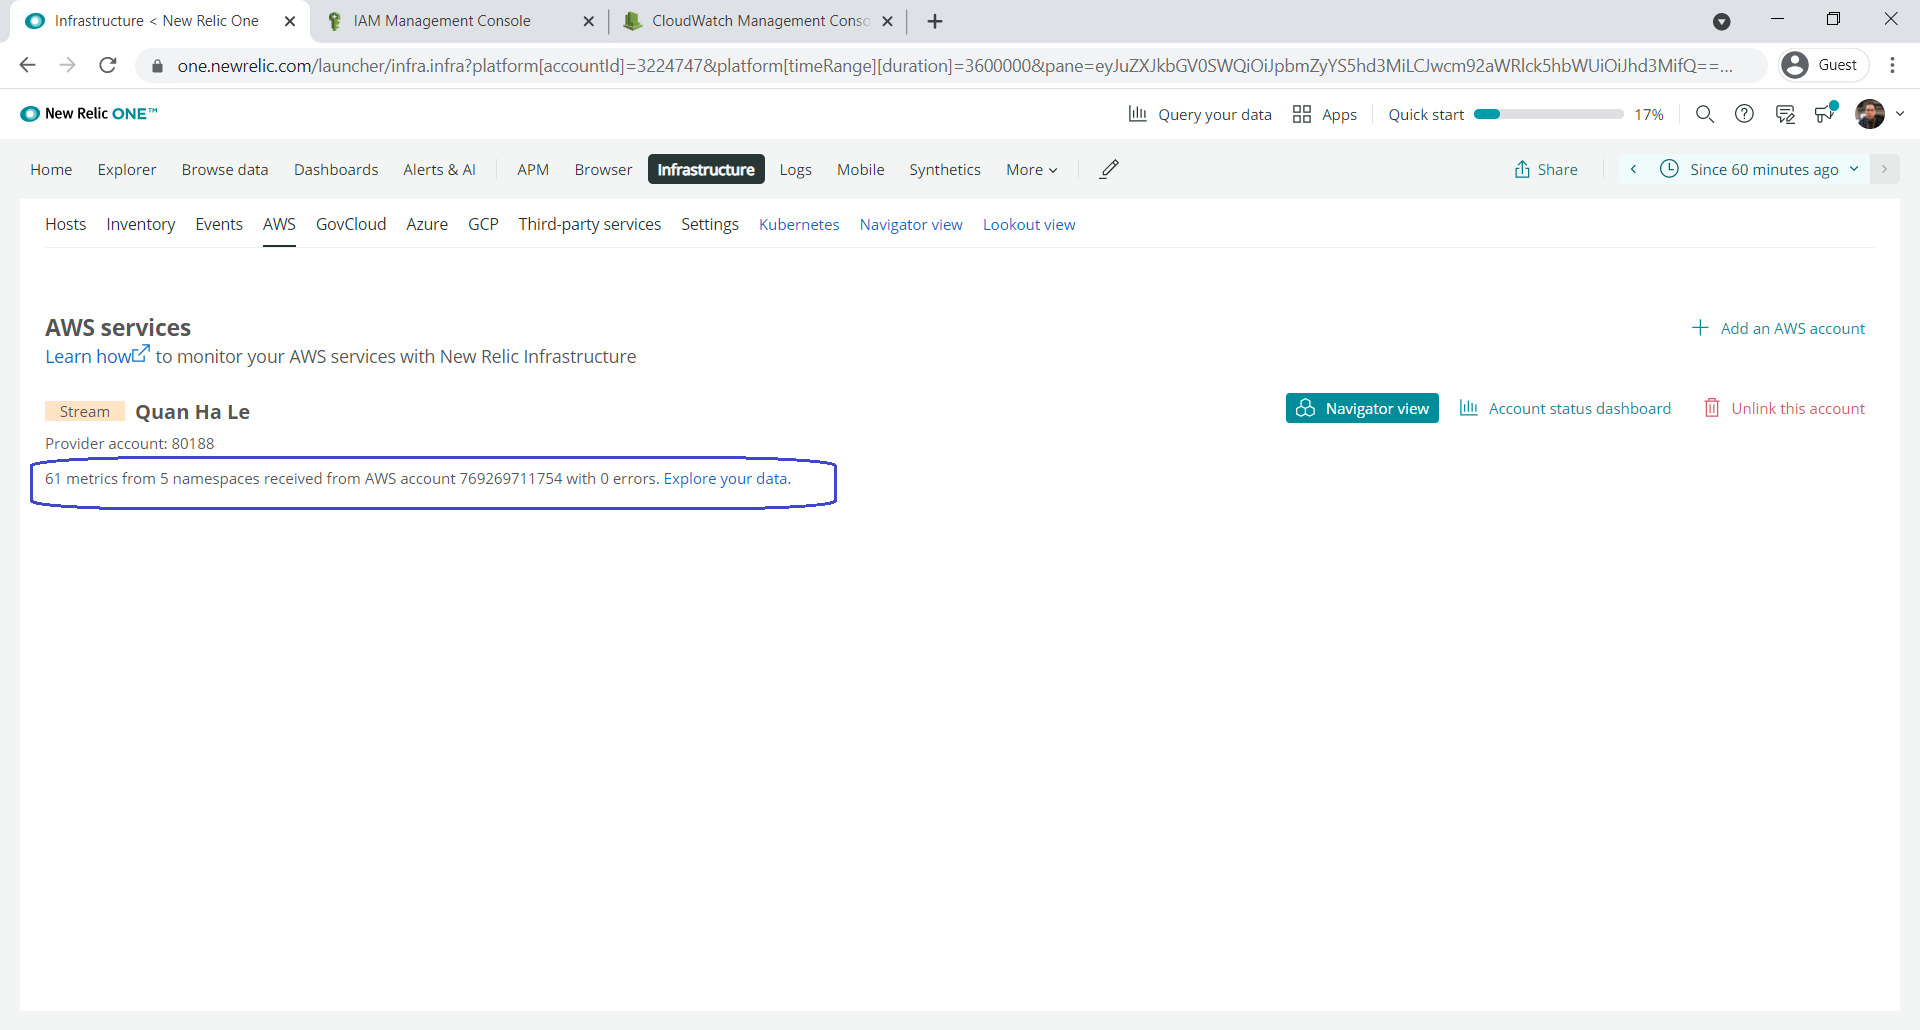 Infrastructure < New Relic One
IAM Management Console
CloudWatch Management Conso
one.newrelic.com/launcher/infra.infra?platform[accountId]=3224747&platform[timeRange][duration]=3600000&pane=eyJuZXJkbGV0SWQiOiJpbmZyYS5hd3MiLCJwcm92aWRlck5hbWUiOiJhd3MifQ==...
Guest
New Relic ONE™
Query your data
Apps
Quick start
17%
Home
Explorer
Browse data
Dashboards
Alerts & AI
APM
Browser
Infrastructure
Logs
Mobile
Synthetics
More
Share
Since 60 minutes ago
Hosts
Inventory
Events
AWS
GovCloud
Azure
GCP
Third-party services
Settings
Kubernetes
Navigator view
Lookout view
AWS services
Add an AWS account
Learn how to monitor your AWS services with New Relic Infrastructure
Stream
Quan Ha Le
Navigator view
Account status dashboard
Unlink this account
Provider account: 80188
61 metrics from 5 namespaces received from AWS account 769269711754 with 0 errors. Explore your data.